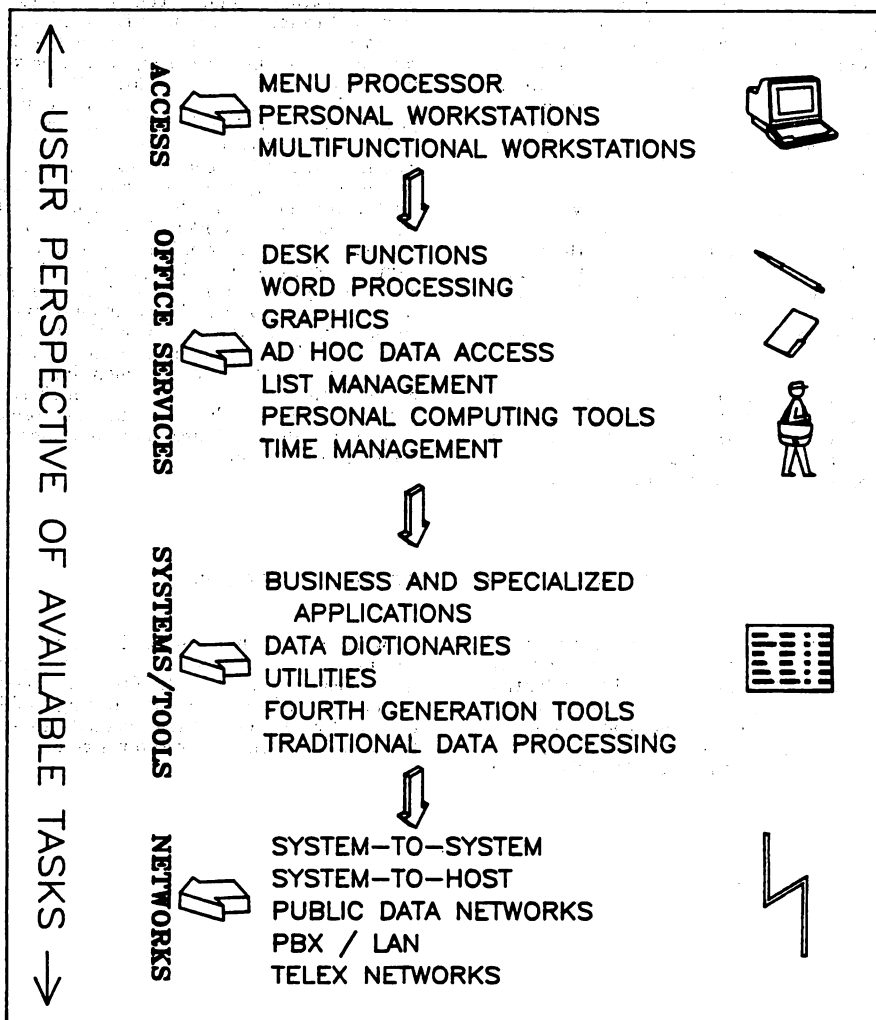 ← USER PERSPECTIVE OF AVAILABLE TASKS →
ACCESS
MENU PROCESSOR
PERSONAL WORKSTATIONS
MULTIFUNCTIONAL WORKSTATIONS
OFFICE SERVICES
DESK FUNCTIONS
WORD PROCESSING
GRAPHICS
AD HOC DATA ACCESS
LIST MANAGEMENT
PERSONAL COMPUTING TOOLS
TIME MANAGEMENT
SYSTEMS/TOOLS
BUSINESS AND SPECIALIZED
APPLICATIONS
DATA DICTIONARIES
UTILITIES
FOURTH GENERATION TOOLS
TRADITIONAL DATA PROCESSING
NETWORKS
SYSTEM-TO-SYSTEM
SYSTEM-TO-HOST
PUBLIC DATA NETWORKS
PBX / LAN
TELEX NETWORKS